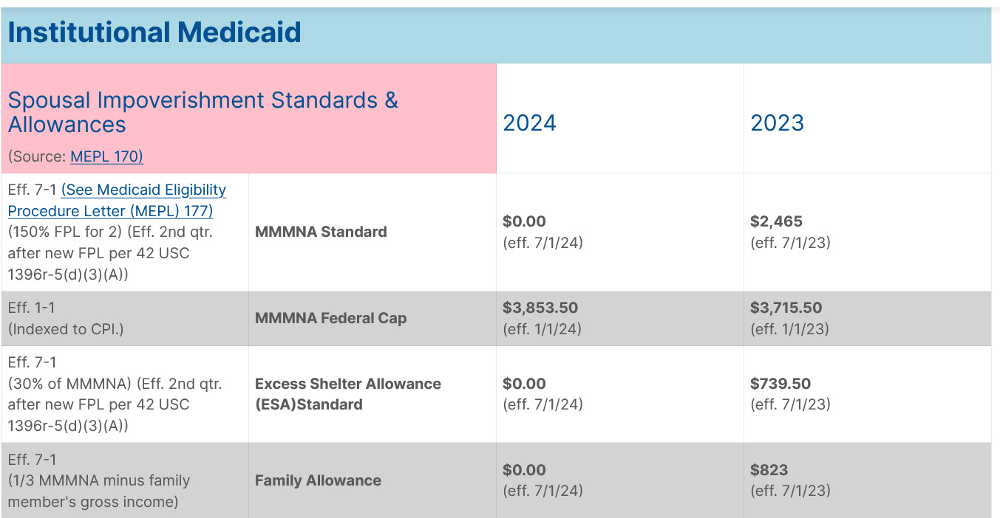 Institutional Medicaid
Spousal Impoverishment Standards &
Allowances
(Source: MEPL 170)
2024
2023
Eff. 7-1 (See Medicaid Eligibility
Procedure Letter (MEPL) 177)
(150% FPL for 2) (Eff. 2nd qtr.
after new FPL per 42 USC
1396r-5(d)(3)(A))
MMMNA Standard
$0.00
(eff. 7/1/24)
$2,465
(eff. 7/1/23)
Eff. 1-1
(Indexed to CPI.)
MMMNA Federal Cap
$3,853.50
(eff. 1/1/24)
$3,715.50
(eff. 1/1/23)
Eff. 7-1
(30% of MMMNA) (Eff. 2nd qtr.
after new FPL per 42 USC
1396r-5(d)(3)(A))
Excess Shelter Allowance
(ESA)Standard
$0.00
(eff. 7/1/24)
$739.50
(eff. 7/1/23)
Eff. 7-1
(1/3 MMMNA minus family
member's gross income)
Family Allowance
$0.00
(eff. 7/1/24)
$823
(eff. 7/1/23)